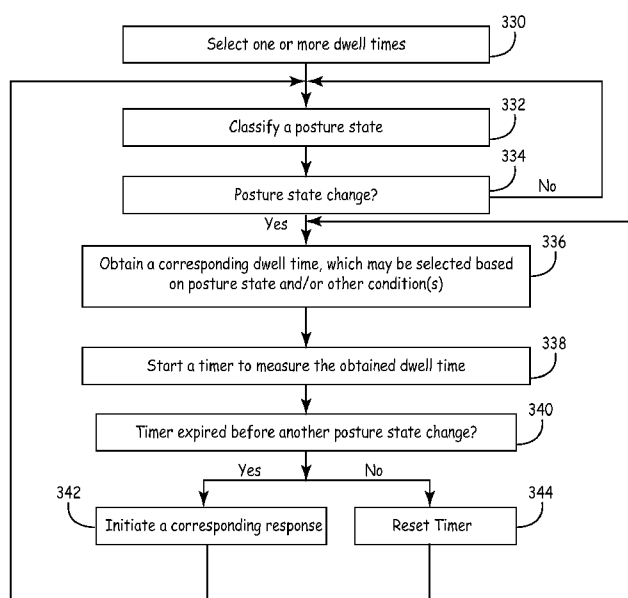 330
Select one or more dwell times
332
Classify a posture state
334
Posture state change?
No
Yes
336
Obtain a corresponding dwell time, which may be selected based
on posture state and/or other condition(s)
338
Start a timer to measure the obtained dwell time
340
Timer expired before another posture state change?
Yes
No
342
344
Initiate a corresponding response
Reset Timer